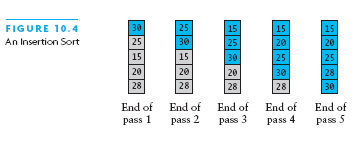 FIGURE 10.4
An Insertion Sort
30 25 15 15 15
25 30 25 20 20
15 15 30 25 25
20 20 20 30 28
28 28 28 28 30
End of End of End of End of End of
pass 1 pass 2 pass 3 pass 4 pass 5